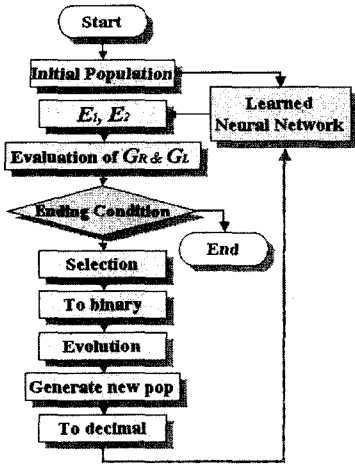 Start
Initial Population
Learned
Neural Network
E1, E2
Evaluation of GR & GL
Ending Condition
End
Selection
To binary
Evolution
Generate new pop
To decimal